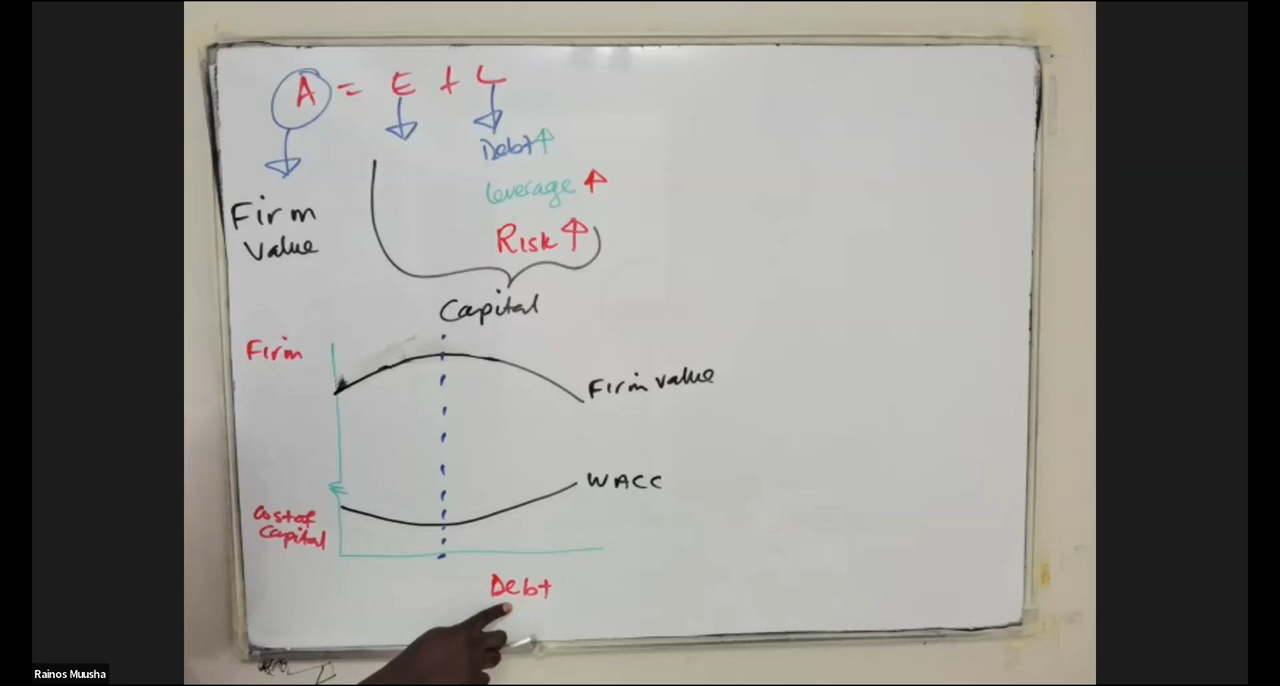 A = E + L
Debt
leverage
Risk
Firm
value
Capital
Firm
Firm value
WACC
Cost of
Capital
Debt
Rainos Muusha